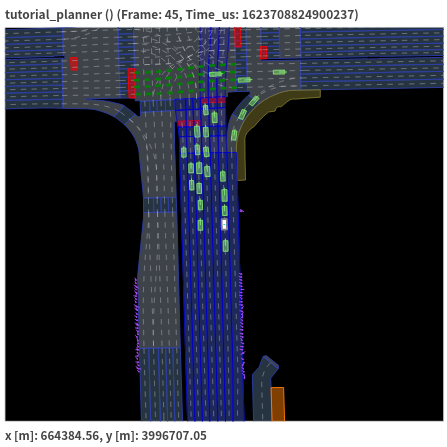 tutorial_planner () (Frame: 45, Time_us: 1623708824900237)
x [m]: 664384.56, y [m]: 3996707.05